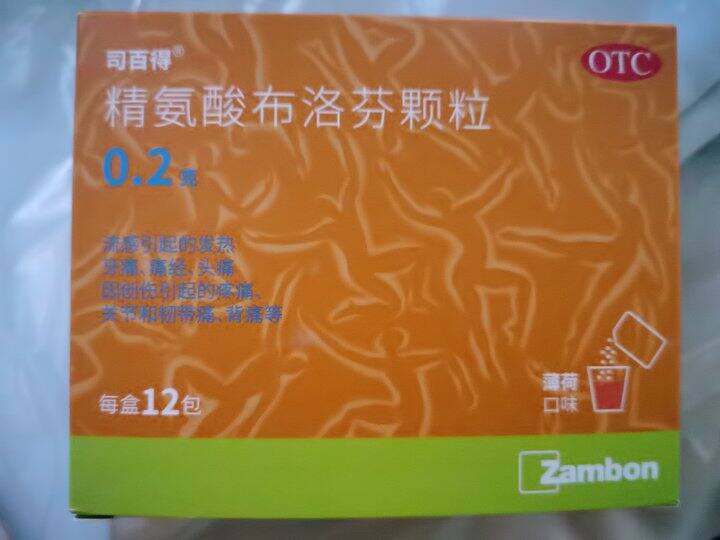 司百得®
OTC
精氨酸布洛芬颗粒
0.2克
流感引起的发热
牙痛、痛经、头痛
因创伤引起的疼痛、
关节和韧带痛、背痛等
薄荷
口味
每盒12包
Zambon